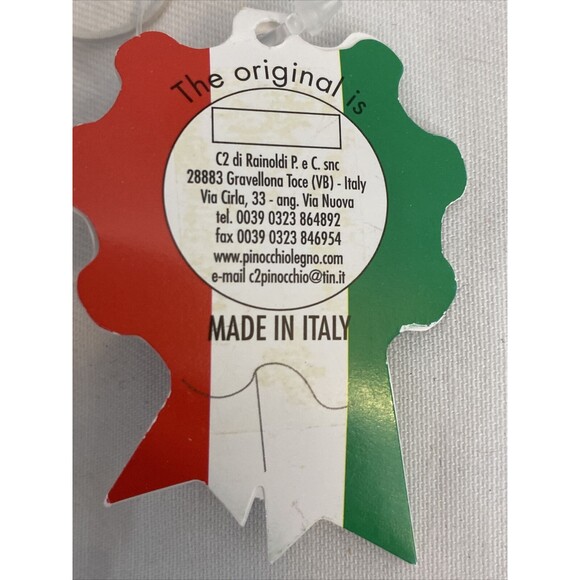 The original is
C2 di Rainoldi P. e C. snc
28883 Gravellona Toce (VB) - Italy
Via Cirla, 33 - ang. Via Nuova
tel. 0039 0323 864892
fax 0039 0323 846954
www.pinocchiolegno.com
e-mail c2pinocchio@tin.it
MADE IN ITALY